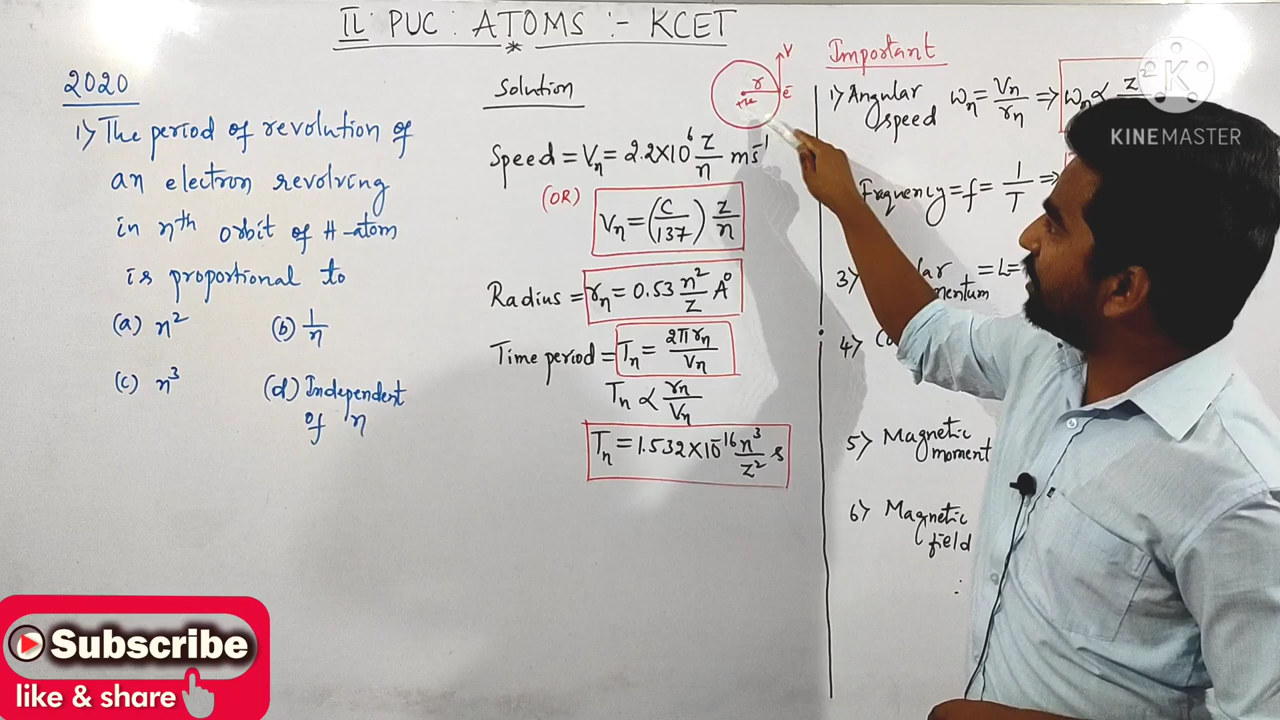 II PUC : ATOMS :- KCET
2020
1) The period of revolution of
an electron revolving
in nth orbit of H-atom
is proportional to
(a) n²
(b) 1/n
(c) n³
(d) Independent
of n
Solution
r
+ze
e⁻
v
Speed = Vn = 2.2×10⁶ Z/n ms⁻¹
(OR)
Vn = (C/137) Z/n
Radius = rn = 0.53 n²/Z A°
Time period = Tn = 2πrn/Vn
Tn ∝ rn/Vn
Tn = 1.532×10⁻¹⁶ n³/Z² s
Important
1) Angular
speed
ωn = Vn/rn ⇒ ωn ∝ Z²
Frequency = f = 1/T ⇒
3)
= L =
4)
5) Magnetic
moment
6) Magnetic
field
K
KINEMASTER
Subscribe
like & share